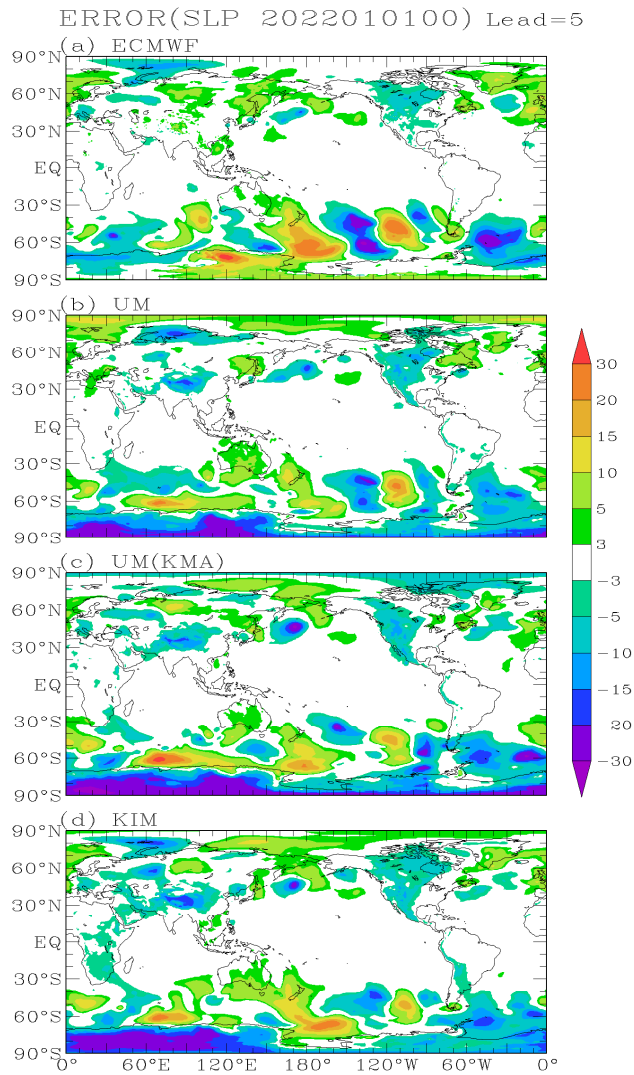 ERROR(SLP 2022010100) Lead=5
(a) ECMWF
90°N
60°N
30°N
EQ
30°S
60°S
90°S
(b) UM
90°N
60°N
30°N
EQ
30°S
60°S
90°S
(c) UM(KMA)
90°N
60°N
30°N
EQ
30°S
60°S
90°S
(d) KIM
90°N
60°N
30°N
EQ
30°S
60°S
90°S
0° 60°E 120°E 180° 120°W 60°W 0°
30
20
15
10
5
3
-3
-5
-10
-15
-20
-30